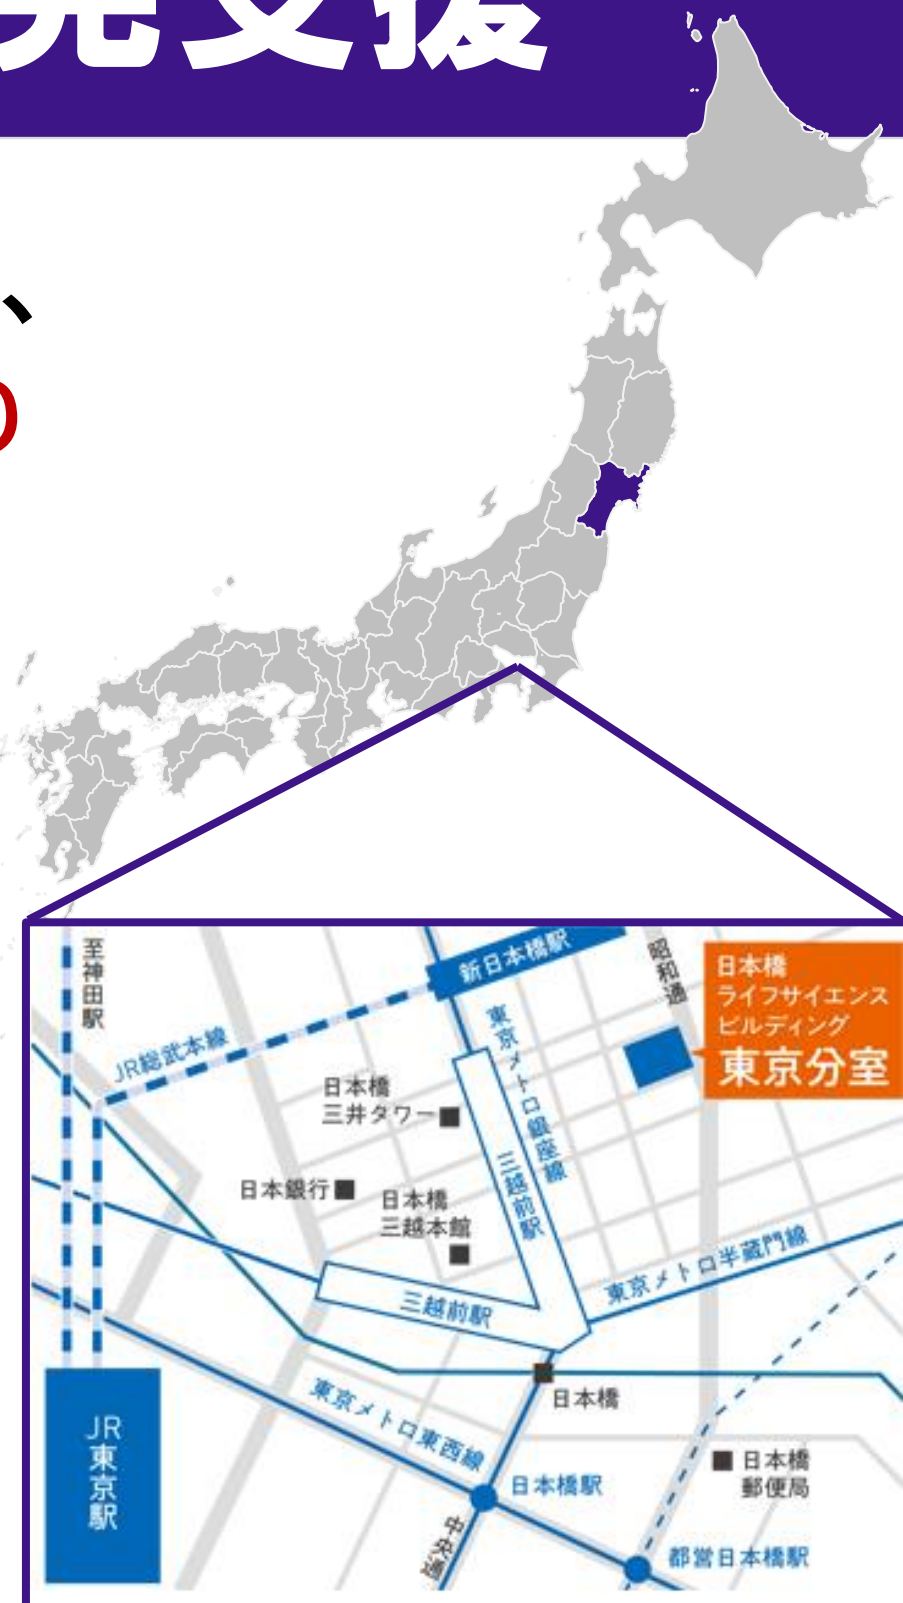 発支援
、
の
至神田駅
新日本橋駅
昭和通
日本橋
ライフサイエンス
ビルディング
東京分室
JR総武本線
東京メトロ銀座線
日本橋
三井タワー
三越前駅
日本銀行
日本橋
三越本館
東京メトロ半蔵門線
三越前駅
日本橋
東京メトロ東西線
JR東京駅
日本橋駅
日本橋
郵便局
中央通
都営日本橋駅